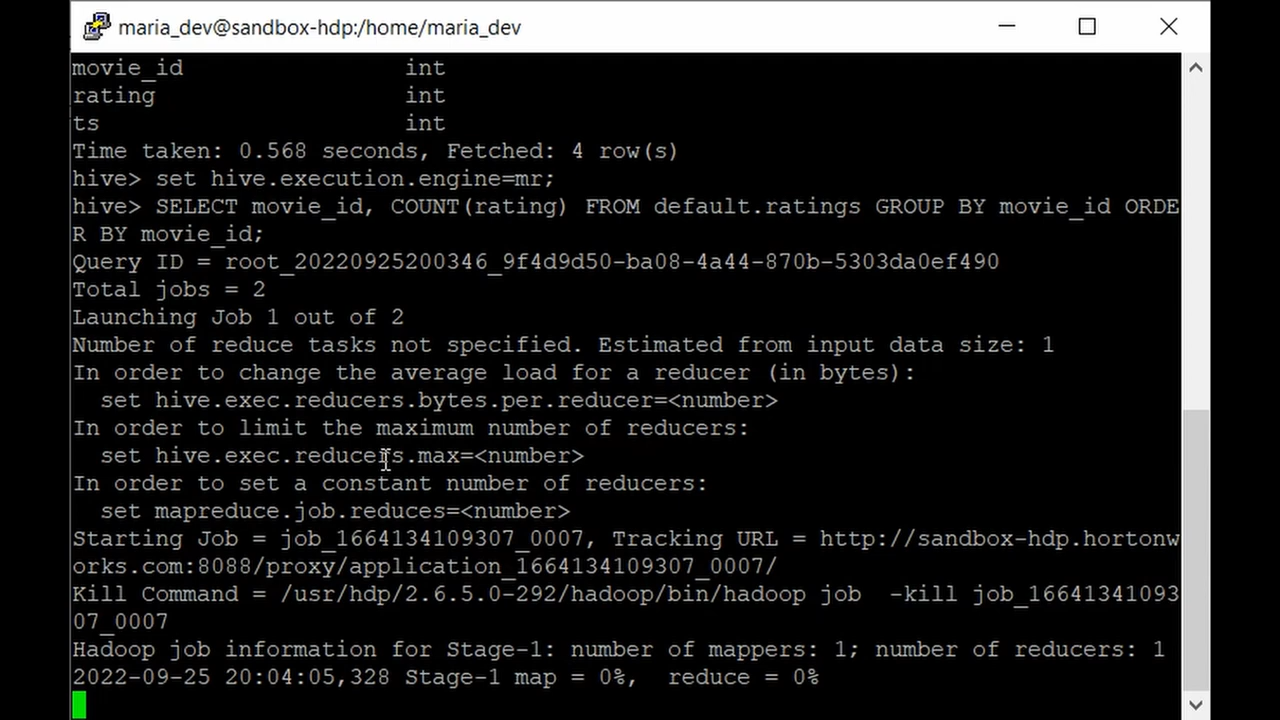 maria_dev@sandbox-hdp:/home/maria_dev
movie_id                int
rating                  int
ts                      int
Time taken: 0.568 seconds, Fetched: 4 row(s)
hive> set hive.execution.engine=mr;
hive> SELECT movie_id, COUNT(rating) FROM default.ratings GROUP BY movie_id ORDE
R BY movie_id;
Query ID = root_20220925200346_9f4d9d50-ba08-4a44-870b-5303da0ef490
Total jobs = 2
Launching Job 1 out of 2
Number of reduce tasks not specified. Estimated from input data size: 1
In order to change the average load for a reducer (in bytes):
  set hive.exec.reducers.bytes.per.reducer=<number>
In order to limit the maximum number of reducers:
  set hive.exec.reducers.max=<number>
In order to set a constant number of reducers:
  set mapreduce.job.reduces=<number>
Starting Job = job_1664134109307_0007, Tracking URL = http://sandbox-hdp.hortonw
orks.com:8088/proxy/application_1664134109307_0007/
Kill Command = /usr/hdp/2.6.5.0-292/hadoop/bin/hadoop job  -kill job_16641341093
07_0007
Hadoop job information for Stage-1: number of mappers: 1; number of reducers: 1
2022-09-25 20:04:05,328 Stage-1 map = 0%,  reduce = 0%